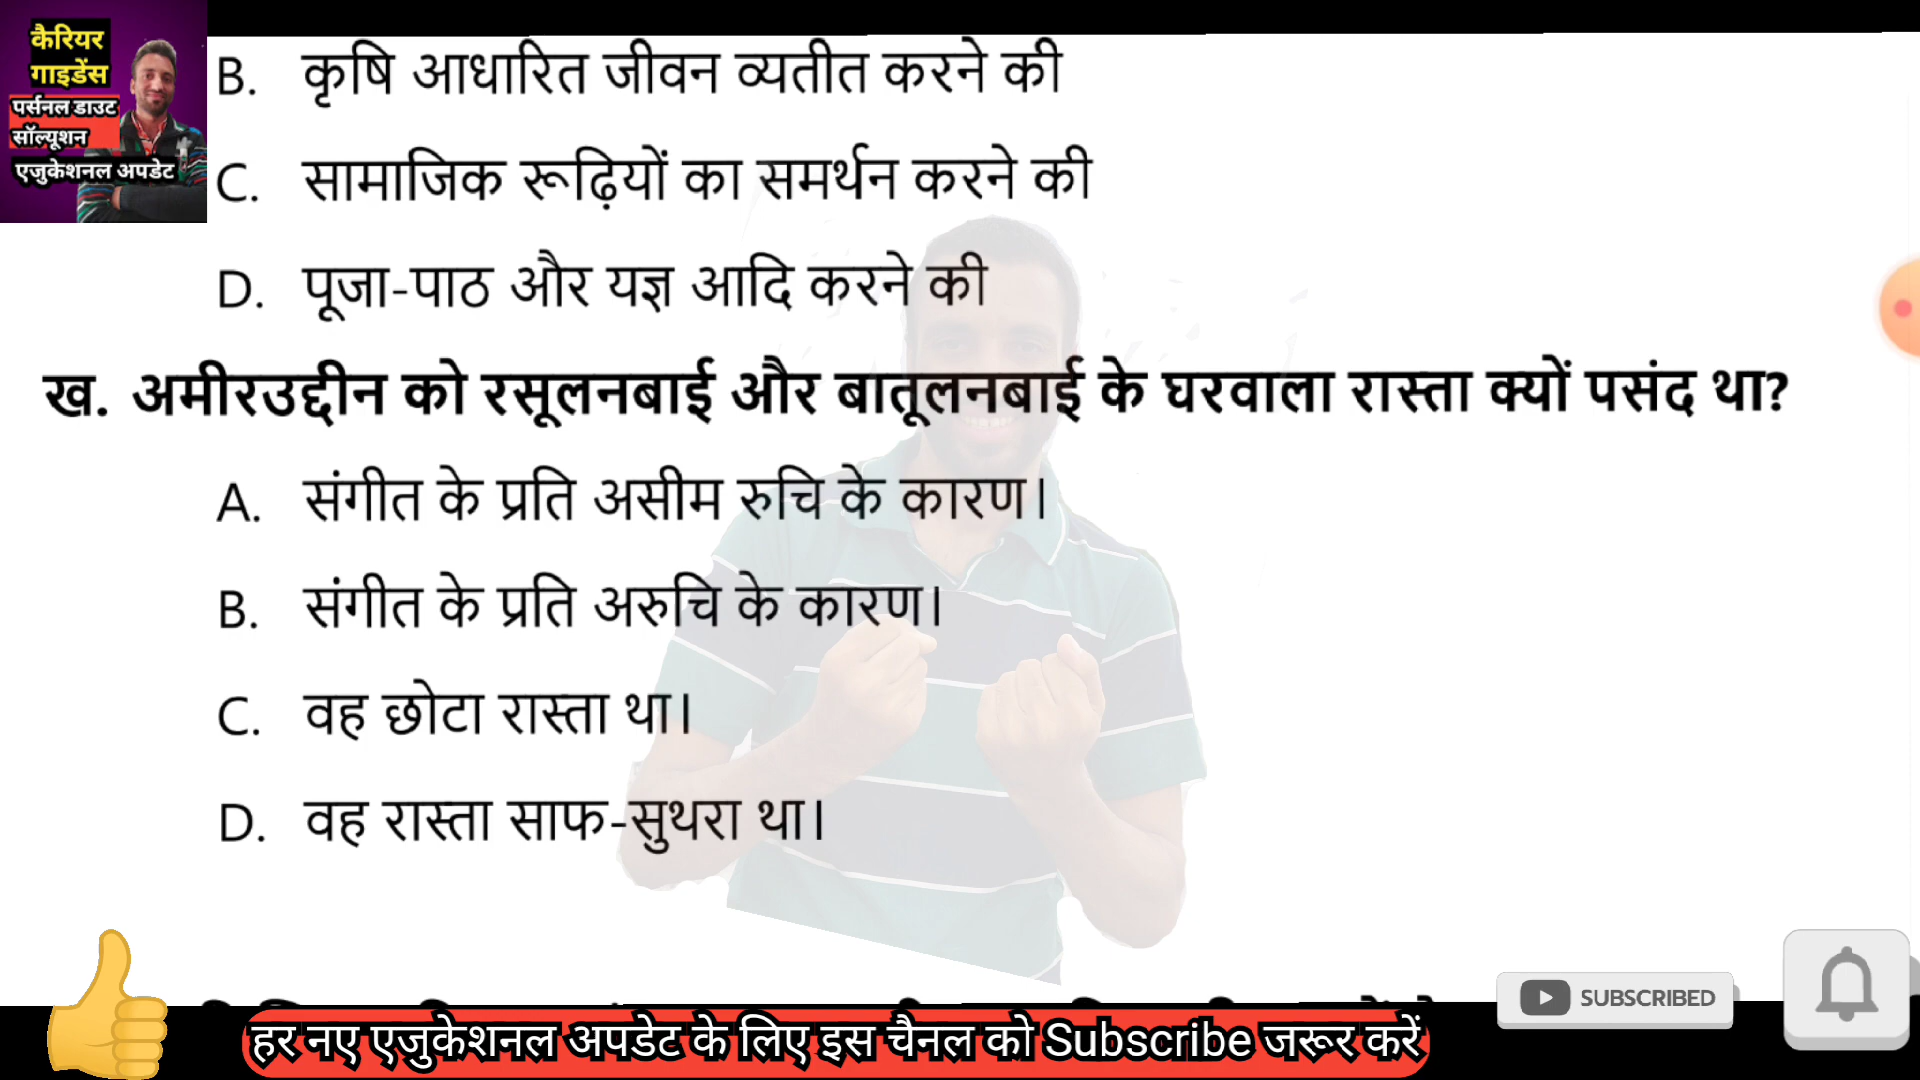 कैरियर
गाइडेंस
पर्सनल डाउट
सॉल्यूशन
एजुकेशनल अपडेट
B. कृषि आधारित जीवन व्यतीत करने की
C. सामाजिक रूढ़ियों का समर्थन करने की
D. पूजा-पाठ और यज्ञ आदि करने की
ख. अमीरउद्दीन को रसूलनबाई और बातूलनबाई के घरवाला रास्ता क्यों पसंद था?
A. संगीत के प्रति असीम रुचि के कारण।
B. संगीत के प्रति अरुचि के कारण।
C. वह छोटा रास्ता था।
D. वह रास्ता साफ-सुथरा था।
SUBSCRIBED
हर नए एजुकेशनल अपडेट के लिए इस चैनल को Subscribe जरूर करें